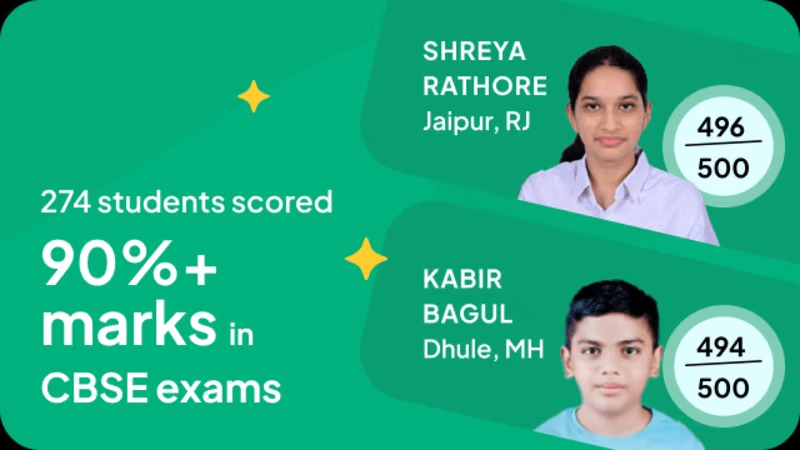 274 students scored
90%+
marks in
CBSE exams
SHREYA
RATHORE
Jaipur, RJ
496
500
KABIR
BAGUL
Dhule, MH
494
500